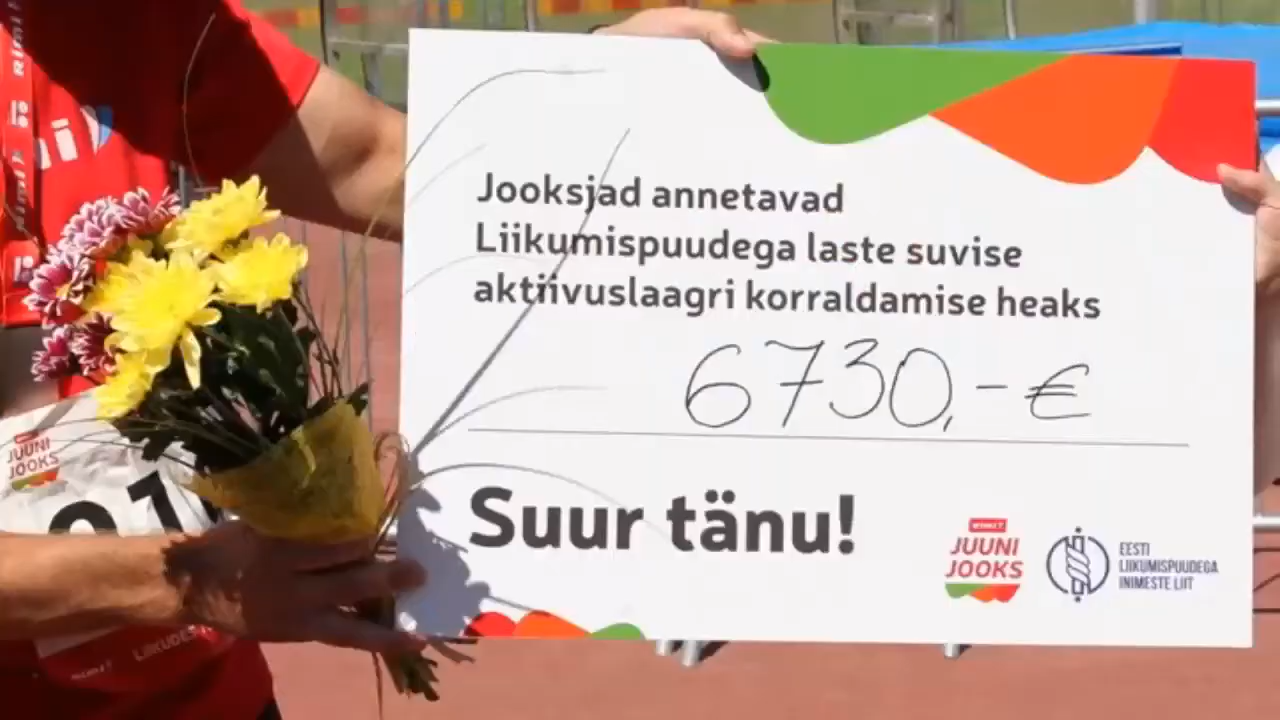 Jooksjad annetavad
Liikumispuudega laste suvise
aktiivuslaagri korraldamise heaks
6730,- €
Suur tänu!
RIMI
JUUNI
JOOKS
EESTI
LIIKUMISPUUDEGA
INIMESTE LIIT
RIMI
JUUNI
JOOKS